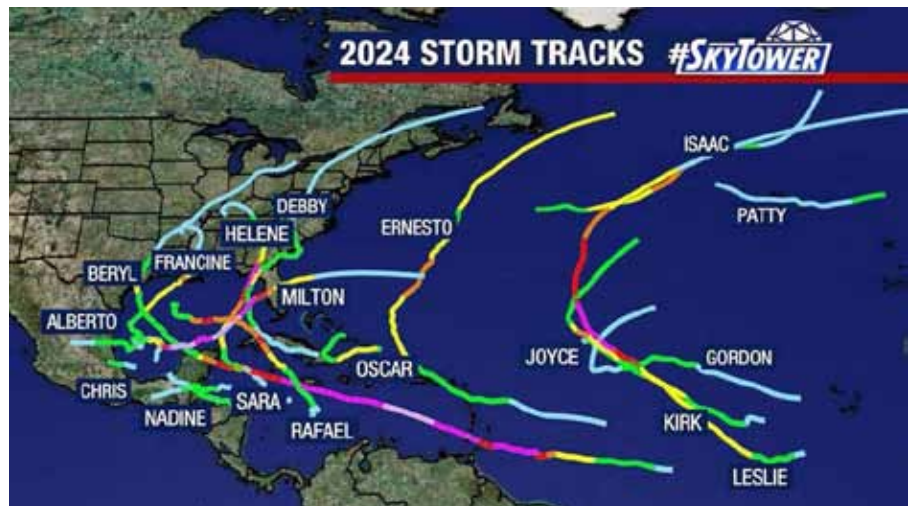 2024 STORM TRACKS #SKYTOWER
ISAAC
PATTY
DEBBY
ERNESTO
HELENE
FRANCINE
BERYL
MILTON
ALBERTO
JOYCE
GORDON
OSCAR
CHRIS
SARA
NADINE
RAFAEL
KIRK
LESLIE